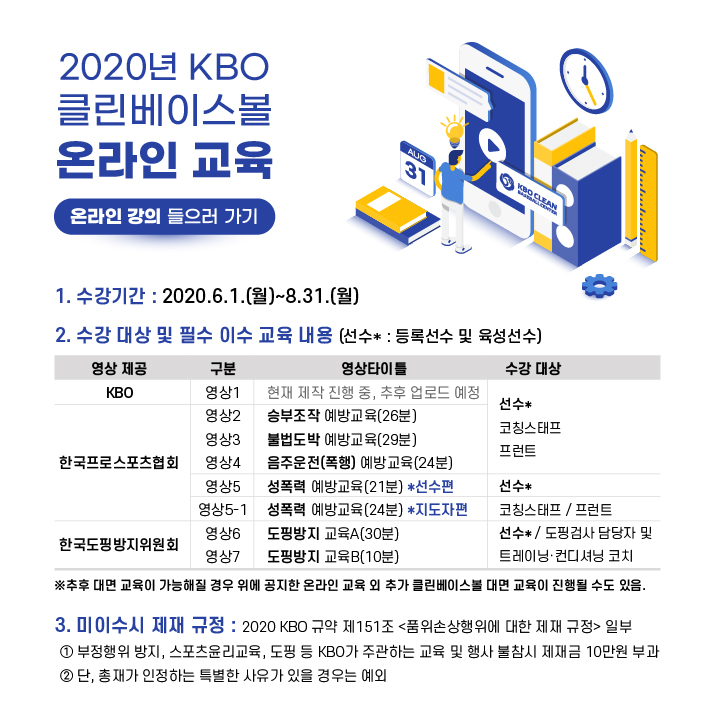 2020년 KBO
클린베이스볼
온라인 교육
온라인 강의 들으러 가기
AUG
31
KBO CLEAN
BASEBALL CENTER
1. 수강기간 : 2020.6.1.(월)~8.31.(월)
2. 수강 대상 및 필수 이수 교육 내용 (선수* : 등록선수 및 육성선수)
영상 제공 구분 영상타이틀 수강 대상
KBO 영상1 현재 제작 진행 중, 추후 업로드 예정
선수*
코칭스태프
프런트
한국프로스포츠협회
영상2 승부조작 예방교육(26분)
영상3 불법도박 예방교육(29분)
영상4 음주운전(폭행) 예방교육(24분)
영상5 성폭력 예방교육(21분) *선수편 선수*
영상5-1 성폭력 예방교육(24분) *지도자편 코칭스태프 / 프런트
한국도핑방지위원회
영상6 도핑방지 교육A(30분) 선수* / 도핑검사 담당자 및
영상7 도핑방지 교육B(10분) 트레이닝·컨디셔닝 코치
※추후 대면 교육이 가능해질 경우 위에 공지한 온라인 교육 외 추가 클린베이스볼 대면 교육이 진행될 수도 있음.
3. 미이수시 제재 규정 : 2020 KBO 규약 제151조 <품위손상행위에 대한 제재 규정> 일부
① 부정행위 방지, 스포츠윤리교육, 도핑 등 KBO가 주관하는 교육 및 행사 불참시 제재금 10만원 부과
② 단, 총재가 인정하는 특별한 사유가 있을 경우는 예외